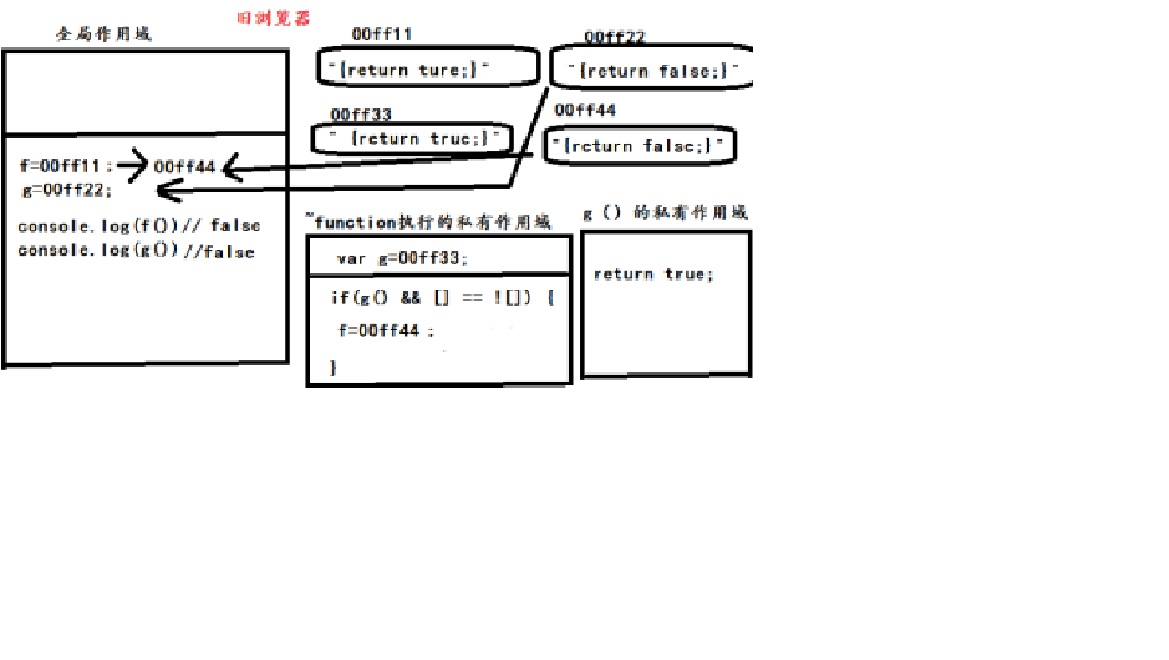 旧浏览器
全局作用域
00ff11
00ff22
"{return ture;}"
"{return false;}"
00ff33
00ff44
" {return true;}"
"{return false;}"
f=00ff11 ; 00ff44
g=00ff22;
console.log(f())// false
console.log(g())//false
~function执行的私有作用域
g () 的私有作用域
var g=00ff33;
return true;
if(g() && [] == ![]) {
f=00ff44 ;
}